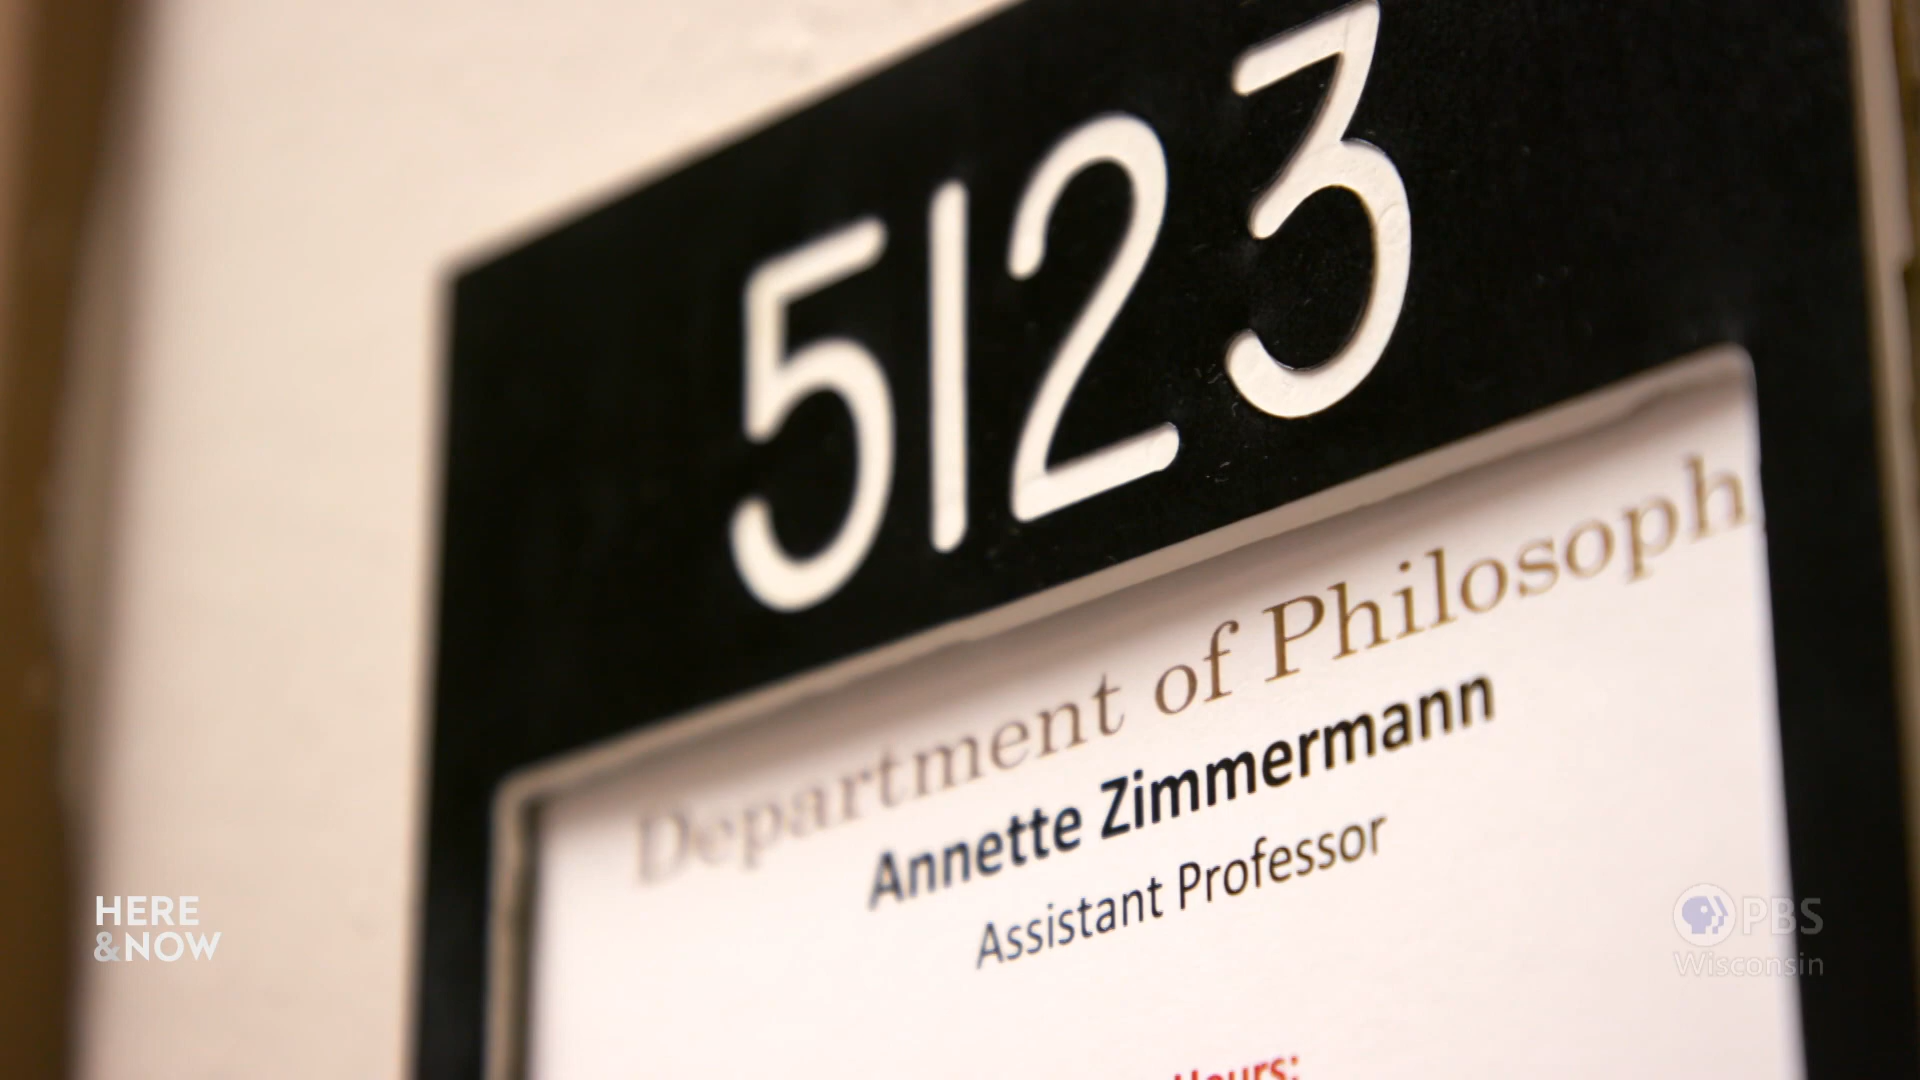 5123
Department of Philosoph
Annette Zimmermann
Assistant Professor
Hours:
HERE
&NOW
PBS
Wisconsin